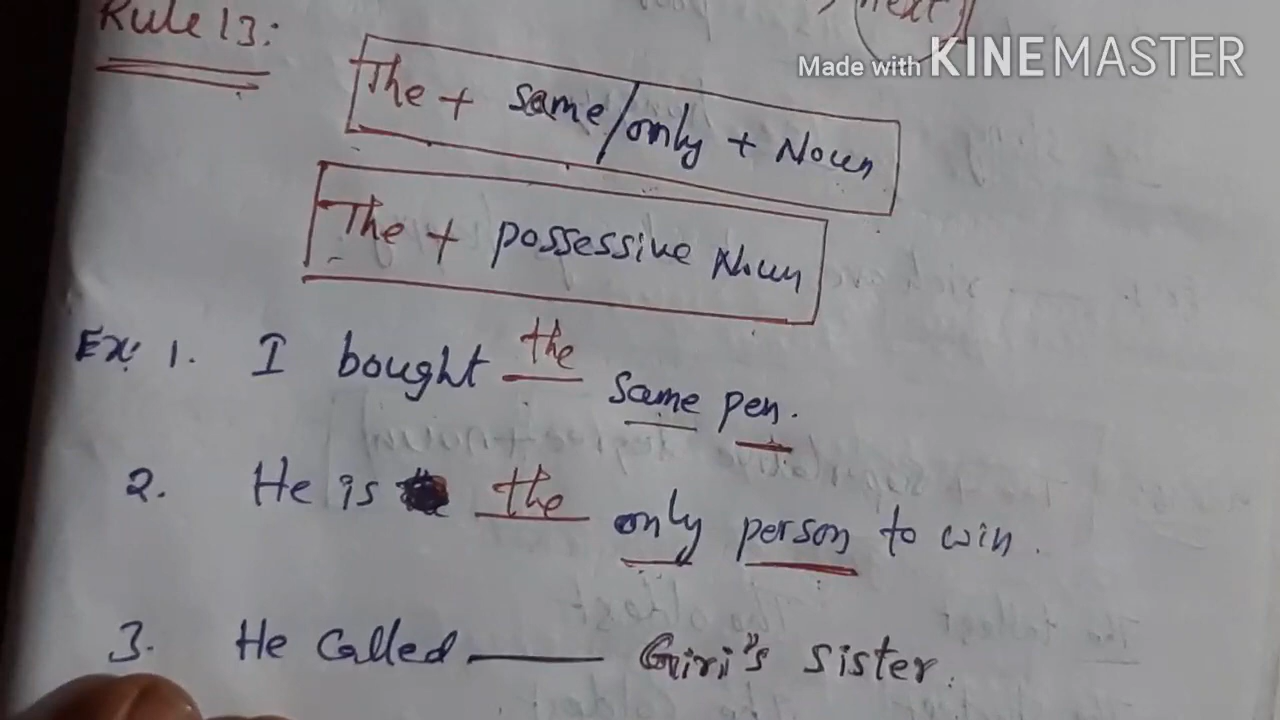 next
Rule 13:
Made with KINEMASTER
The + same/only + Noun
The + possessive Noun
Ex: 1. I bought the same pen.
2. He is the only person to win.
3. He called ——— Giri's sister.